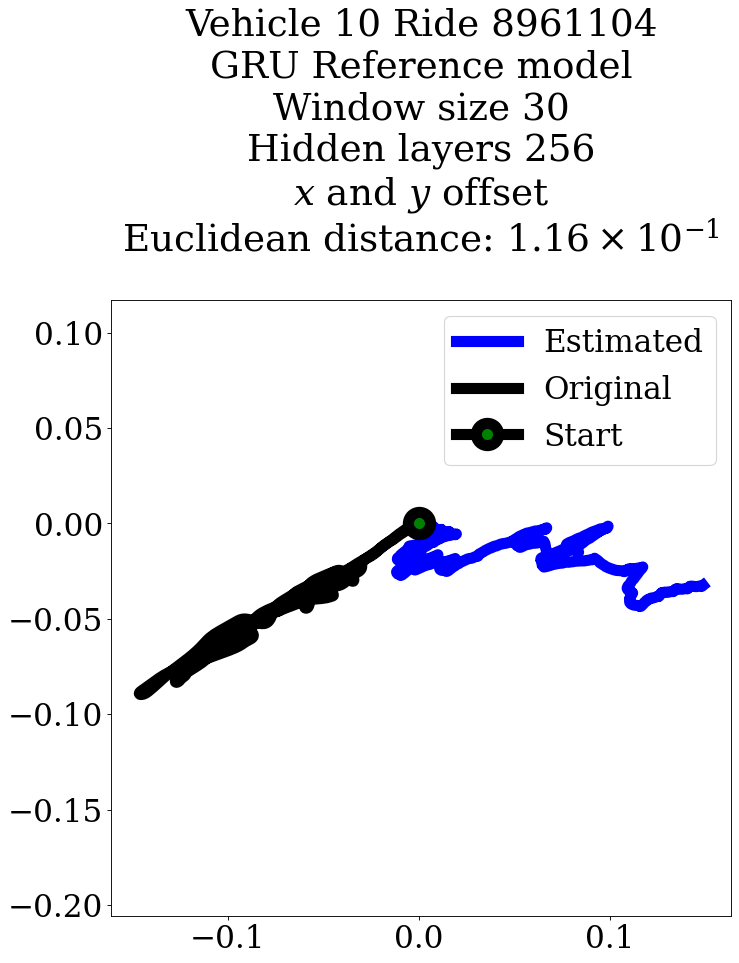 Vehicle 10 Ride 8961104
GRU Reference model
Window size 30
Hidden layers 256
x and y offset
Euclidean distance: 1.16 × 10⁻¹
Estimated
Original
Start
0.10
0.05
0.00
−0.05
−0.10
−0.15
−0.20
−0.1 0.0 0.1